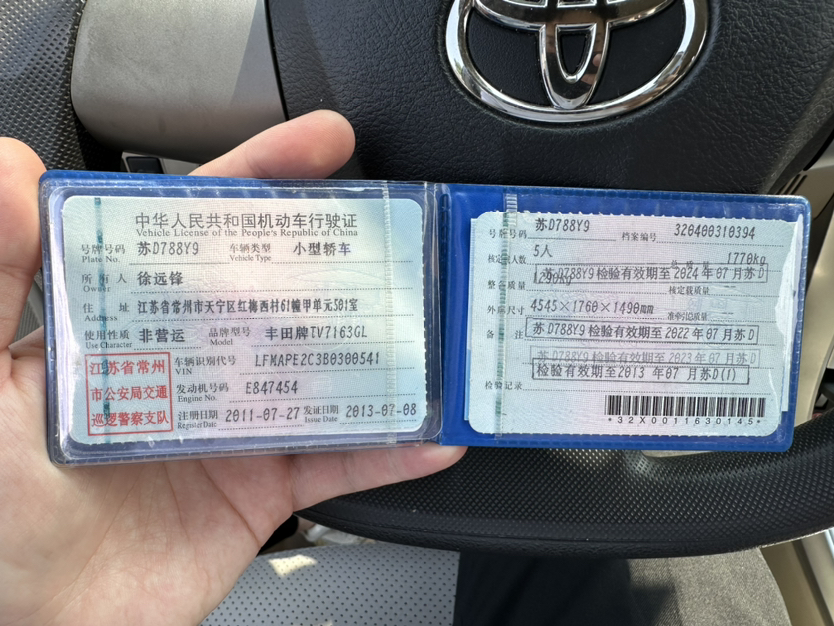 中华人民共和国机动车行驶证
Vehicle License of the People's Republic of China
号牌号码 苏D788Y9 车辆类型 小型轿车
Plate No. Vehicle Type
所有人 徐远锋
Owner
住址 江苏省常州市天宁区红梅西村61幢甲单元501室
Address
使用性质 非营运 品牌型号 丰田牌TV7163GL
Use Character Model
江苏省常州
市公安局交通
巡逻警察支队
车辆识别代号 LFMAPE2C3B0300541
VIN
发动机号码 E847454
Engine No.
注册日期 2011-07-27 发证日期 2013-07-08
Register Date Issue Date
号牌号码 苏D788Y9 档案编号 320400310394
核定载人数 5人 总质量 1770kg
苏D788Y9检验有效期至2024年07月苏D
整备质量 核定载质量
外廓尺寸 4545×1760×1490mm 准牵引总质量
备注 苏D788Y9检验有效期至2022年07月苏D
苏D788Y9检验有效期至2023年07月苏D
检验有效期至2013年07月苏D(1)
检验记录
*32X0011630145*